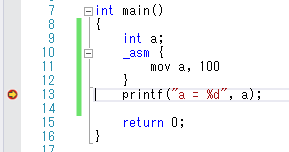 7 int main()
8 {
9 int a;
10 _asm {
11 mov a, 100
12 }
13 printf("a = %d", a);
14
15 return 0;
16 }